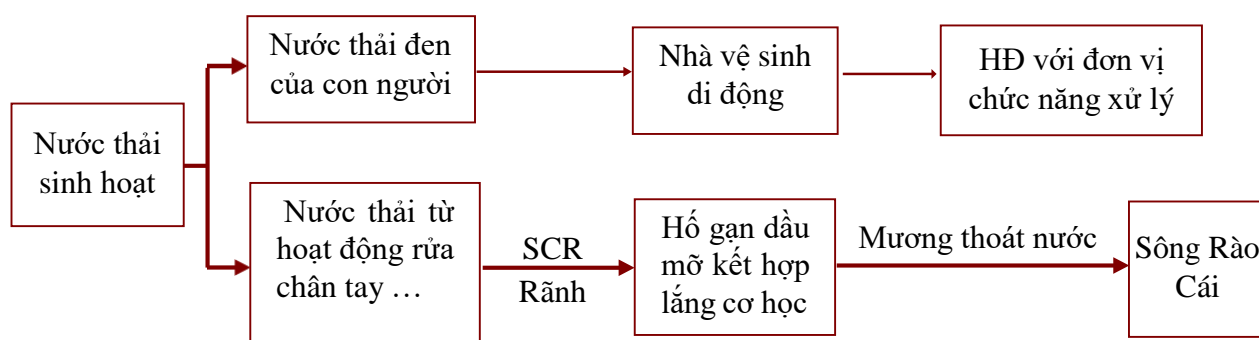 Nước thải
sinh hoạt
Nước thải đen
của con người
Nhà vệ sinh
di động
HĐ với đơn vị
chức năng xử lý
Nước thải từ
hoạt động rửa
chân tay …
SCR
Rãnh
Hố gạn dầu
mỡ kết hợp
lắng cơ học
Mương thoát nước
Sông Rào
Cái